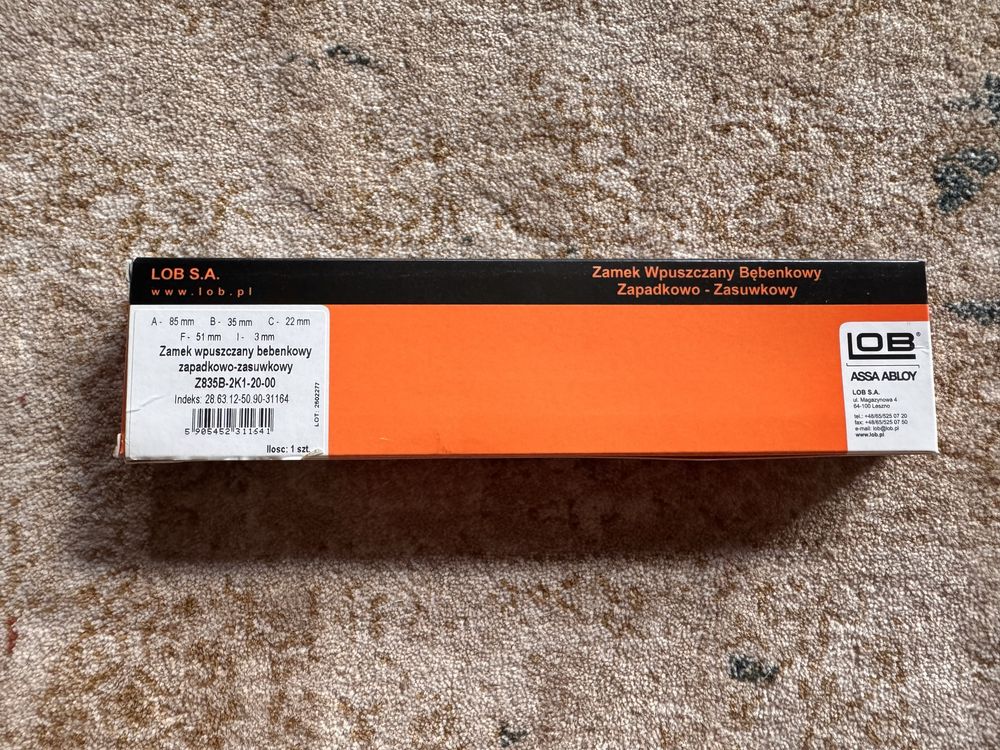 LOB S.A.
www.lob.pl
Zamek Wpuszczany Bębenkowy
Zapadkowo - Zasuwkowy
A - 85 mm B - 35 mm C - 22 mm
F - 51 mm I - 3 mm
Zamek wpuszczany bebenkowy
zapadkowo-zasuwkowy
Z835B-2K1-20-00
Indeks: 28.63.12-50.90-31164
5 905452 311641
Ilosc: 1 szt.
LOT: 2502277
LOB®
ASSA ABLOY
LOB S.A.
ul. Magazynowa 4
64-100 Leszno
tel.: +48/65/525 07 20
fax: +48/65/525 07 50
e-mail: lob@lob.pl
www.lob.pl